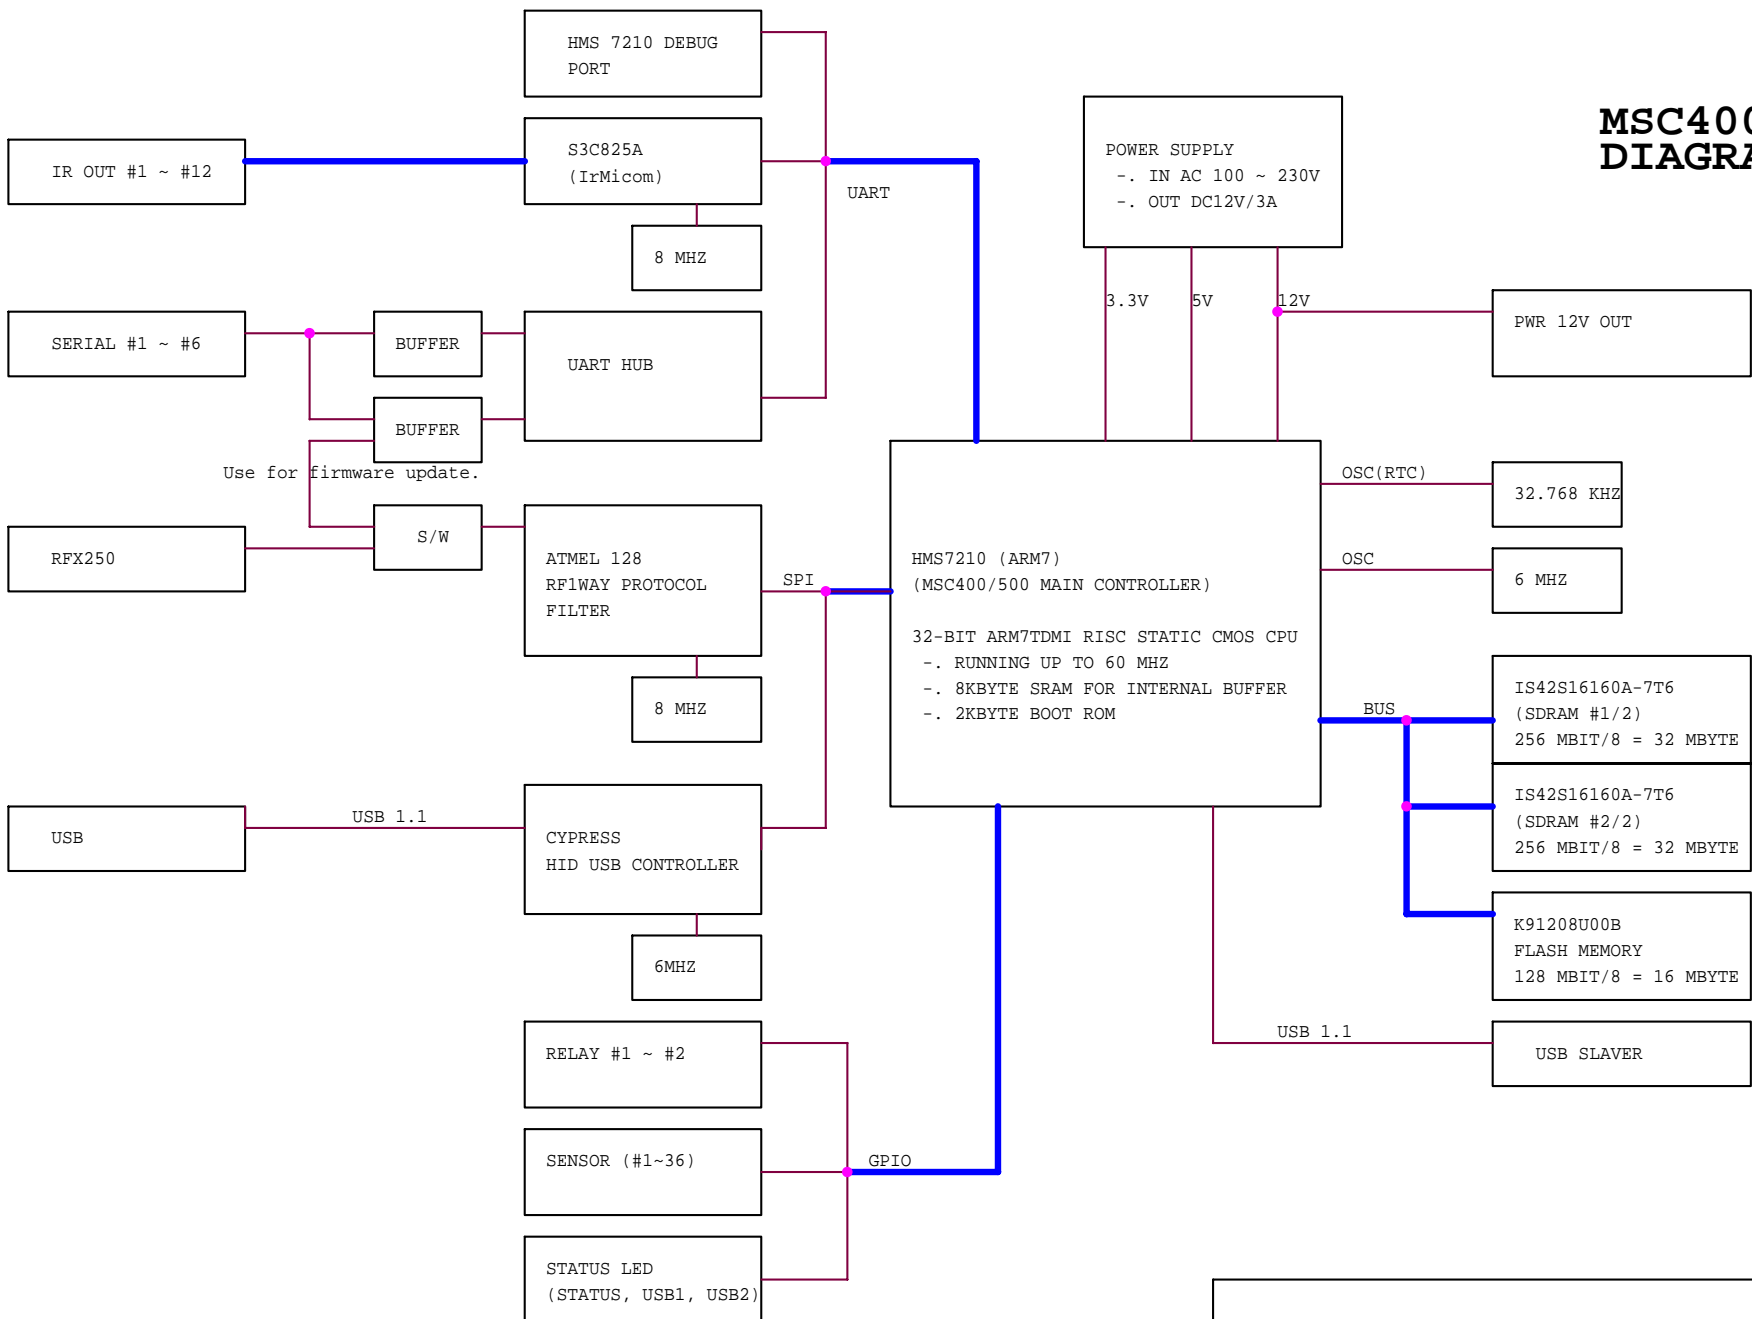 HMS 7210 DEBUG
PORT
MSC400
DIAGRA
POWER SUPPLY
-. IN AC 100 ~ 230V
-. OUT DC12V/3A
IR OUT #1 ~ #12
S3C825A
(IrMicom)
UART
8 MHZ
3.3V
5V
12V
PWR 12V OUT
SERIAL #1 ~ #6
BUFFER
UART HUB
BUFFER
Use for firmware update.
OSC(RTC)
32.768 KHZ
S/W
RFX250
ATMEL 128
RF1WAY PROTOCOL
FILTER
SPI
HMS7210 (ARM7)
(MSC400/500 MAIN CONTROLLER)
32-BIT ARM7TDMI RISC STATIC CMOS CPU
-. RUNNING UP TO 60 MHZ
-. 8KBYTE SRAM FOR INTERNAL BUFFER
-. 2KBYTE BOOT ROM
OSC
6 MHZ
8 MHZ
BUS
IS42S16160A-7T6
(SDRAM #1/2)
256 MBIT/8 = 32 MBYTE
IS42S16160A-7T6
(SDRAM #2/2)
256 MBIT/8 = 32 MBYTE
USB
USB 1.1
CYPRESS
HID USB CONTROLLER
K91208U00B
FLASH MEMORY
128 MBIT/8 = 16 MBYTE
6MHZ
USB 1.1
USB SLAVER
RELAY #1 ~ #2
SENSOR (#1~36)
GPIO
STATUS LED
(STATUS, USB1, USB2)